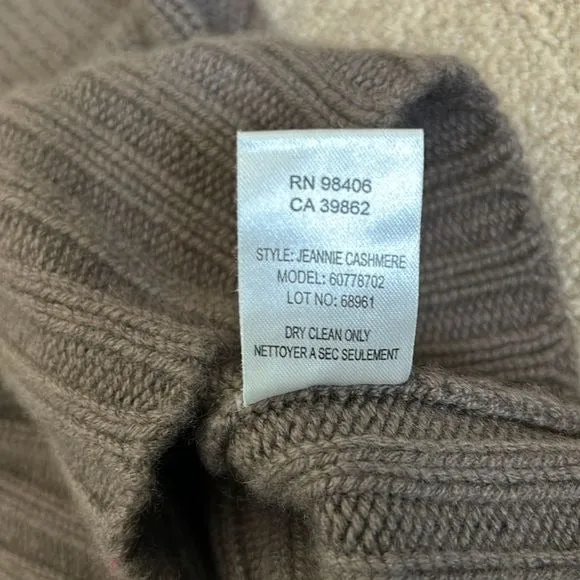 RN 98406
CA 39862
STYLE: JEANNIE CASHMERE
MODEL: 60778702
LOT NO: 68961
DRY CLEAN ONLY
NETTOYER A SEC SEULEMENT